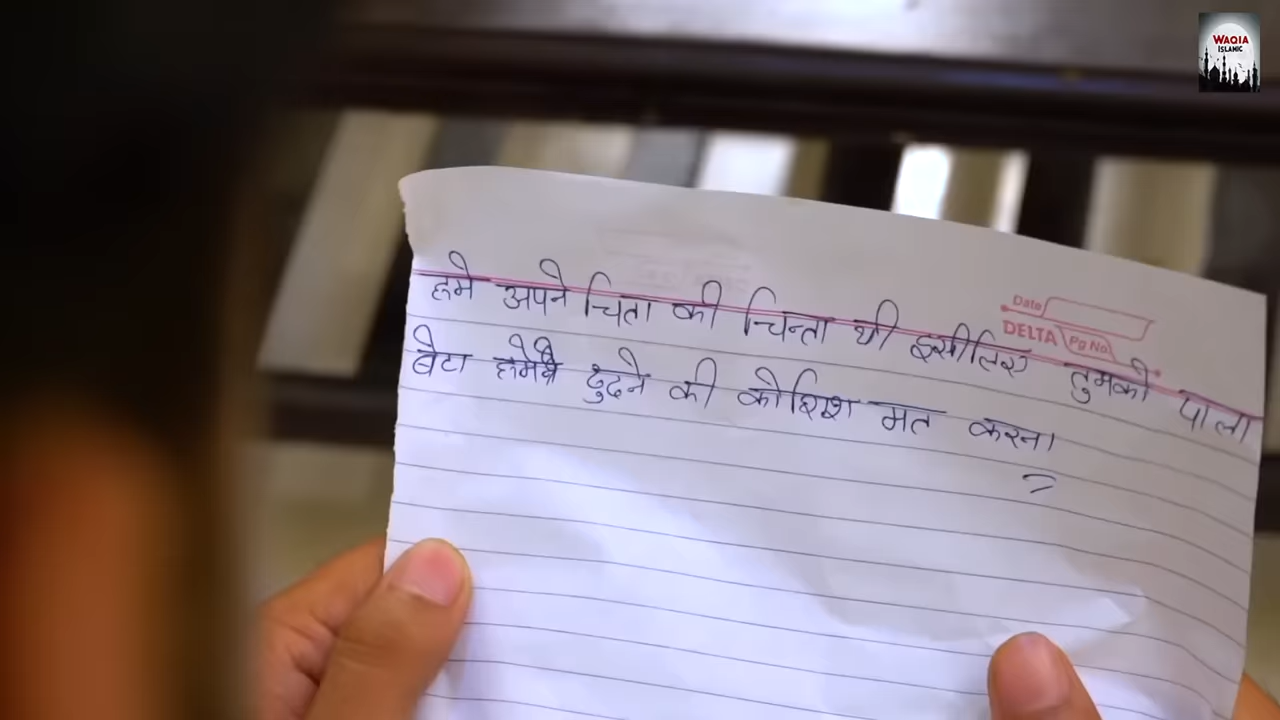 WAQIA
ISLAMIC
Date
DELTA Pg No.
हमे अपने चिता की चिन्ता थी इसीलिए तुमको पाला
बेटा ढुढने की कोशिश मत करना